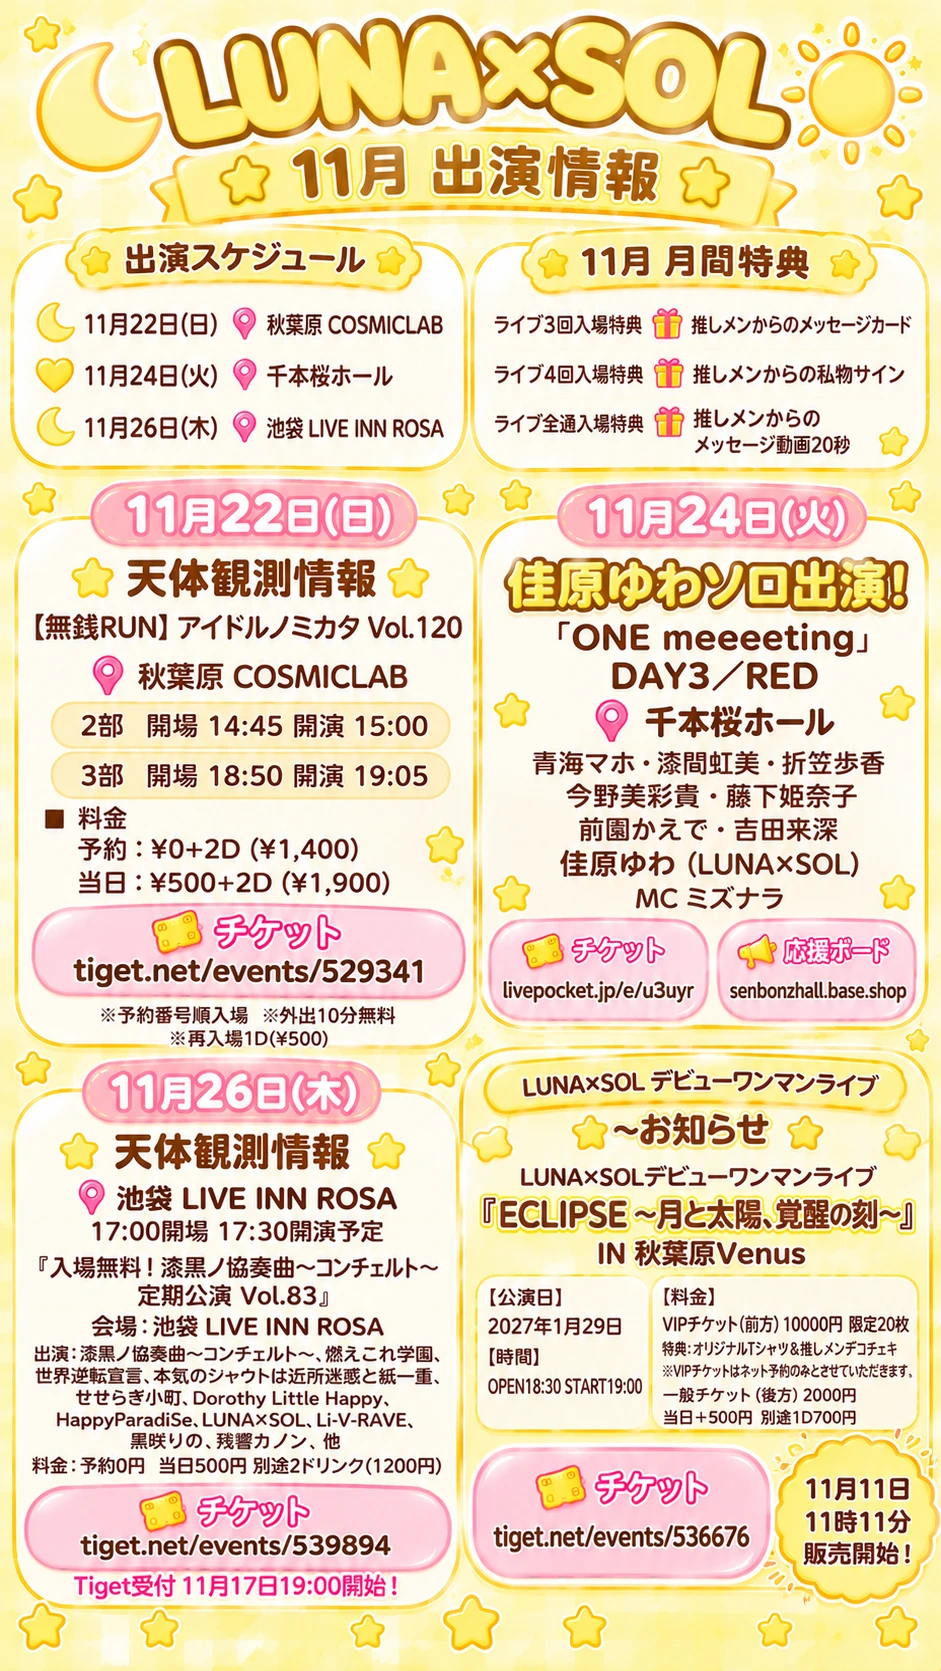 LUNA×SOL
11月 出演情報
出演スケジュール
11月22日(日) 秋葉原 COSMICLAB
11月24日(火) 千本桜ホール
11月26日(木) 池袋 LIVE INN ROSA
11月 月間特典
ライブ3回入場特典 推しメンからのメッセージカード
ライブ4回入場特典 推しメンからの私物サイン
ライブ全通入場特典 推しメンからの
メッセージ動画20秒
11月22日(日)
天体観測情報
【無銭RUN】アイドルノミカタ Vol.120
秋葉原 COSMICLAB
2部 開場 14:45 開演 15:00
3部 開場 18:50 開演 19:05
■ 料金
予約：¥0+2D (¥1,400)
当日：¥500+2D (¥1,900)
チケット
tiget.net/events/529341
※予約番号順入場 ※外出10分無料
※再入場1D(¥500)
11月24日(火)
佳原ゆわソロ出演!
「ONE meeeeting」
DAY3／RED
千本桜ホール
青海マホ・漆間虹美・折笠歩香
今野美彩貴・藤下姫奈子
前園かえで・吉田来深
佳原ゆわ (LUNA×SOL)
MC ミズナラ
チケット
livepocket.jp/e/u3uyr
応援ボード
senbonzhall.base.shop
11月26日(木)
天体観測情報
池袋 LIVE INN ROSA
17:00開場 17:30開演予定
『入場無料！漆黒ノ協奏曲〜コンチェルト〜
定期公演 Vol.83』
会場：池袋 LIVE INN ROSA
出演：漆黒ノ協奏曲〜コンチェルト〜、燃えこれ学園、
世界逆転宣言、本気のシャウトは近所迷惑と紙一重、
せせらぎ小町、Dorothy Little Happy、
HappyParadiSe、LUNA×SOL、Li-V-RAVE、
黒咲りの、残響カノン、他
料金：予約0円 当日500円 別途2ドリンク(1200円)
チケット
tiget.net/events/539894
Tiget受付 11月17日19:00開始！
LUNA×SOL デビューワンマンライブ
〜お知らせ
LUNA×SOLデビューワンマンライブ
『ECLIPSE 〜月と太陽、覚醒の刻〜』
IN 秋葉原Venus
【公演日】
2027年1月29日
【時間】
OPEN18:30 START19:00
【料金】
VIPチケット(前方) 10000円 限定20枚
特典：オリジナルTシャツ＆推しメンデコチェキ
※VIPチケットはネット予約のみとさせていただきます。
一般チケット (後方) 2000円
当日＋500円 別途1D700円
チケット
tiget.net/events/536676
11月11日
11時11分
販売開始！